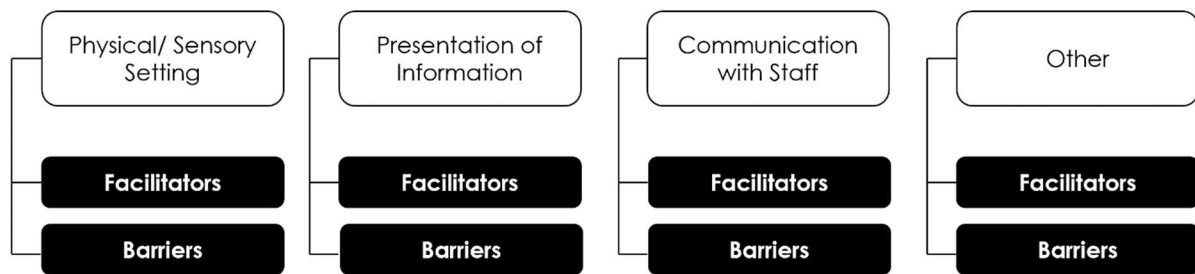 Physical/ Sensory
Setting
Facilitators
Barriers
Presentation of
Information
Facilitators
Barriers
Communication
with Staff
Facilitators
Barriers
Other
Facilitators
Barriers